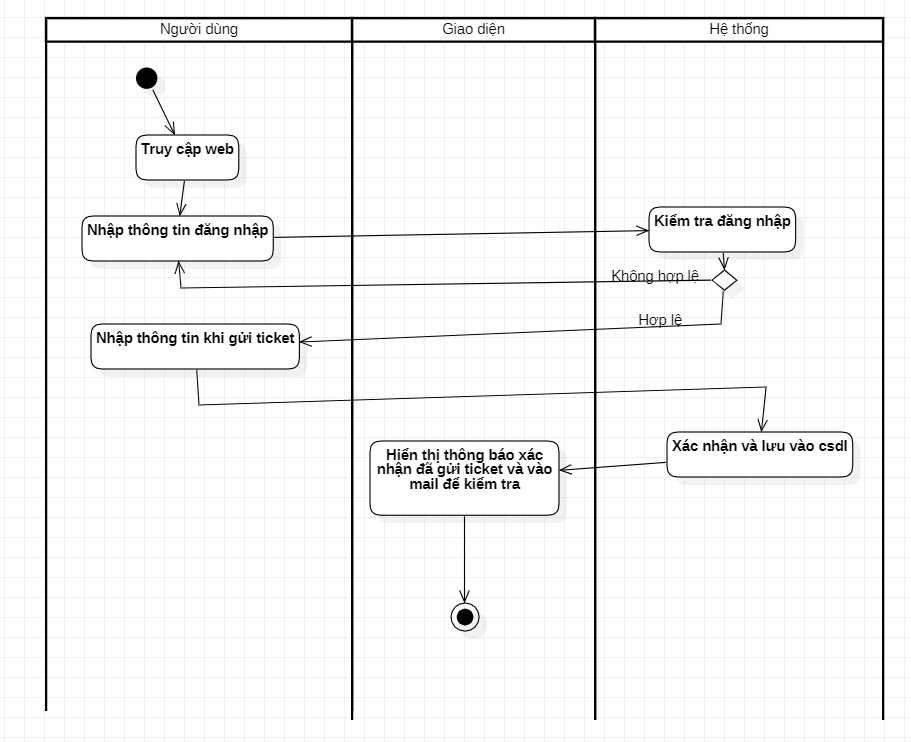 Người dùng
Giao diện
Hệ thống
Truy cập web
Nhập thông tin đăng nhập
Kiểm tra đăng nhập
Không hợp lệ
Hợp lệ
Nhập thông tin khi gửi ticket
Xác nhận và lưu vào csdl
Hiển thị thông báo xác
nhận đã gửi ticket và vào
mail để kiểm tra